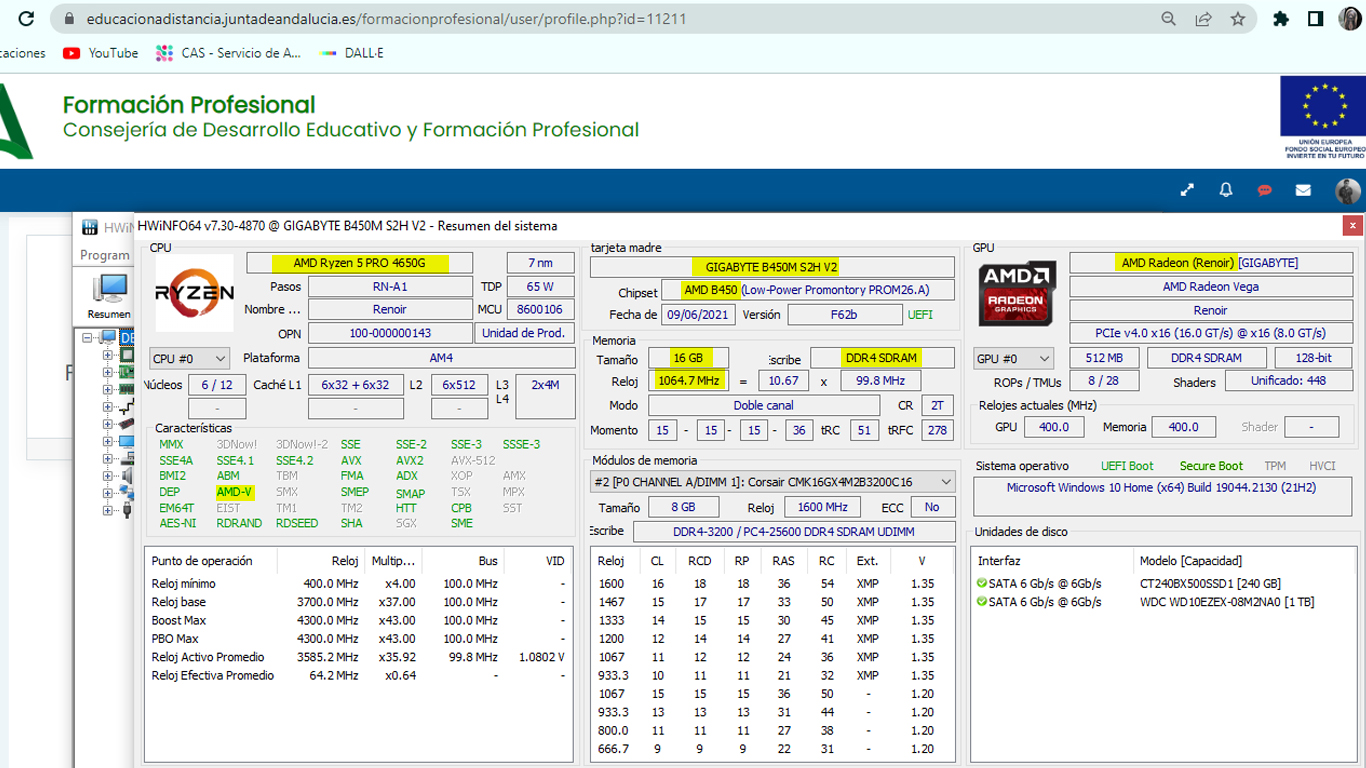 educacionadistancia.juntadeandalucia.es/formacionprofesional/user/profile.php?id=11211
YouTube CAS - Servicio de A... DALL·E
Formación Profesional
Consejería de Desarrollo Educativo y Formación Profesional
UNIÓN EUROPEA
FONDO SOCIAL EUROPEO
INVIERTE EN TU FUTURO
HWiNFO64 v7.30-4870 @ GIGABYTE B450M S2H V2 - Resumen del sistema
Program
Resumen
CPU
RYZEN
AMD Ryzen 5 PRO 4650G 7 nm
Pasos RN-A1 TDP 65 W
Nombre ... Renoir MCU 8600106
OPN 100-000000143 Unidad de Prod.
CPU #0 Plataforma AM4
Núcleos 6 / 12 Caché L1 6x32 + 6x32 L2 6x512 L3 2x4M
- - - L4
Características
MMX 3DNow! 3DNow!-2 SSE SSE-2 SSE-3 SSSE-3
SSE4A SSE4.1 SSE4.2 AVX AVX2 AVX-512
BMI2 ABM TBM FMA ADX XOP AMX
DEP AMD-V SMX SMEP SMAP TSX MPX
EM64T EIST TM1 TM2 HTT CPB SST
AES-NI RDRAND RDSEED SHA SGX SME
Punto de operación Reloj Multip... Bus VID
Reloj mínimo 400.0 MHz x4.00 100.0 MHz -
Reloj base 3700.0 MHz x37.00 100.0 MHz -
Boost Max 4300.0 MHz x43.00 100.0 MHz -
PBO Max 4300.0 MHz x43.00 100.0 MHz -
Reloj Activo Promedio 3585.2 MHz x35.92 99.8 MHz 1.0802 V
Reloj Efectiva Promedio 64.2 MHz x0.64 - -
tarjeta madre
GIGABYTE B450M S2H V2
Chipset AMD B450 (Low-Power Promontory PROM26.A)
Fecha de 09/06/2021 Versión F62b UEFI
Memoria
Tamaño 16 GB DDR4 SDRAM
Reloj 1064.7 MHz = 10.67 x 99.8 MHz
Modo Doble canal CR 2T
Momento 15 - 15 - 15 - 36 tRC 51 tRFC 278
Módulos de memoria
#2 [P0 CHANNEL A/DIMM 1]: Corsair CMK16GX4M2B3200C16
Tamaño 8 GB Reloj 1600 MHz ECC No
DDR4-3200 / PC4-25600 DDR4 SDRAM UDIMM
Reloj CL RCD RP RAS RC Ext. V
1600 16 18 18 36 54 XMP 1.35
1467 15 17 17 33 50 XMP 1.35
1333 14 15 15 30 45 XMP 1.35
1200 12 14 14 27 41 XMP 1.35
1067 11 12 12 24 36 XMP 1.35
933.3 10 11 11 21 32 XMP 1.35
1067 15 15 15 36 50 - 1.20
933.3 13 13 13 31 44 - 1.20
800.0 11 11 11 27 38 - 1.20
666.7 9 9 9 22 31 - 1.20
GPU
AMD RADEON GRAPHICS
AMD Radeon (Renoir) [GIGABYTE]
AMD Radeon Vega
Renoir
PCIe v4.0 x16 (16.0 GT/s) @ x16 (8.0 GT/s)
GPU #0 512 MB DDR4 SDRAM 128-bit
ROPs / TMUs 8 / 28 Shaders Unificado: 448
Relojes actuales (MHz)
GPU 400.0 Memoria 400.0 Shader -
Sistema operativo UEFI Boot Secure Boot TPM HVCI
Microsoft Windows 10 Home (x64) Build 19044.2130 (21H2)
Unidades de disco
Interfaz Modelo [Capacidad]
SATA 6 Gb/s @ 6Gb/s CT240BX500SSD1 [240 GB]
SATA 6 Gb/s @ 6Gb/s WDC WD10EZEX-08M2NA0 [1 TB]